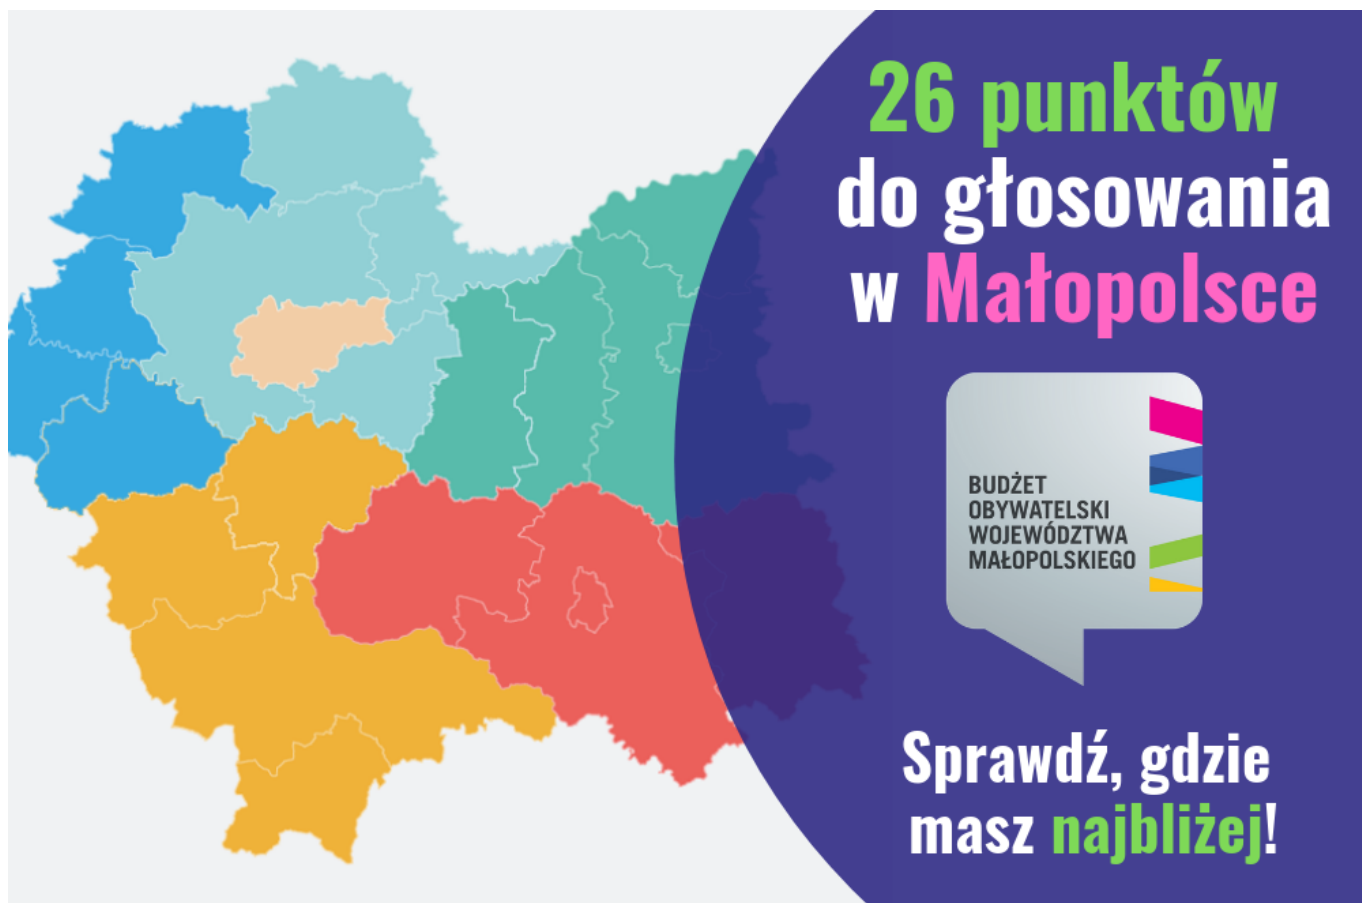 26 punktów
do głosowania
w Małopolsce
BUDŻET
OBYWATELSKI
WOJEWÓDZTWA
MAŁOPOLSKIEGO
Sprawdź, gdzie
masz najbliżej!